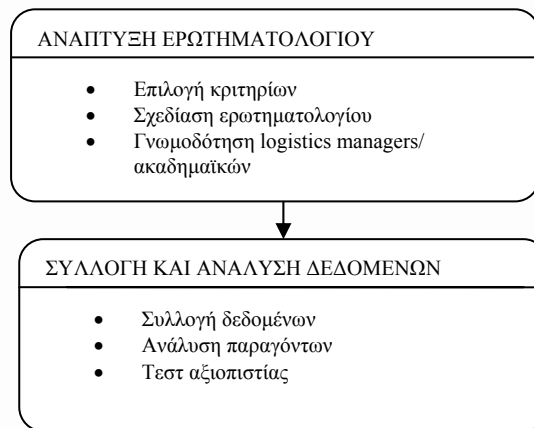 ΑΝΑΠΤΥΞΗ ΕΡΩΤΗΜΑΤΟΛΟΓΙΟΥ
• Επιλογή κριτηρίων
• Σχεδίαση ερωτηματολογίου
• Γνωμοδότηση logistics managers/
ακαδημαϊκών
ΣΥΛΛΟΓΗ ΚΑΙ ΑΝΑΛΥΣΗ ΔΕΔΟΜΕΝΩΝ
• Συλλογή δεδομένων
• Ανάλυση παραγόντων
• Τεστ αξιοπιστίας